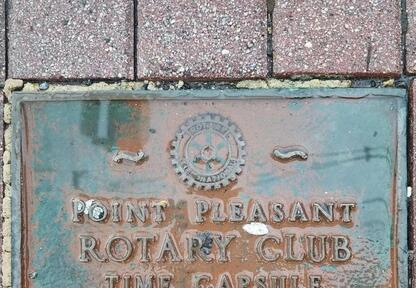 POINT PLEASANT
ROTARY CLUB
TIME CAPSULE